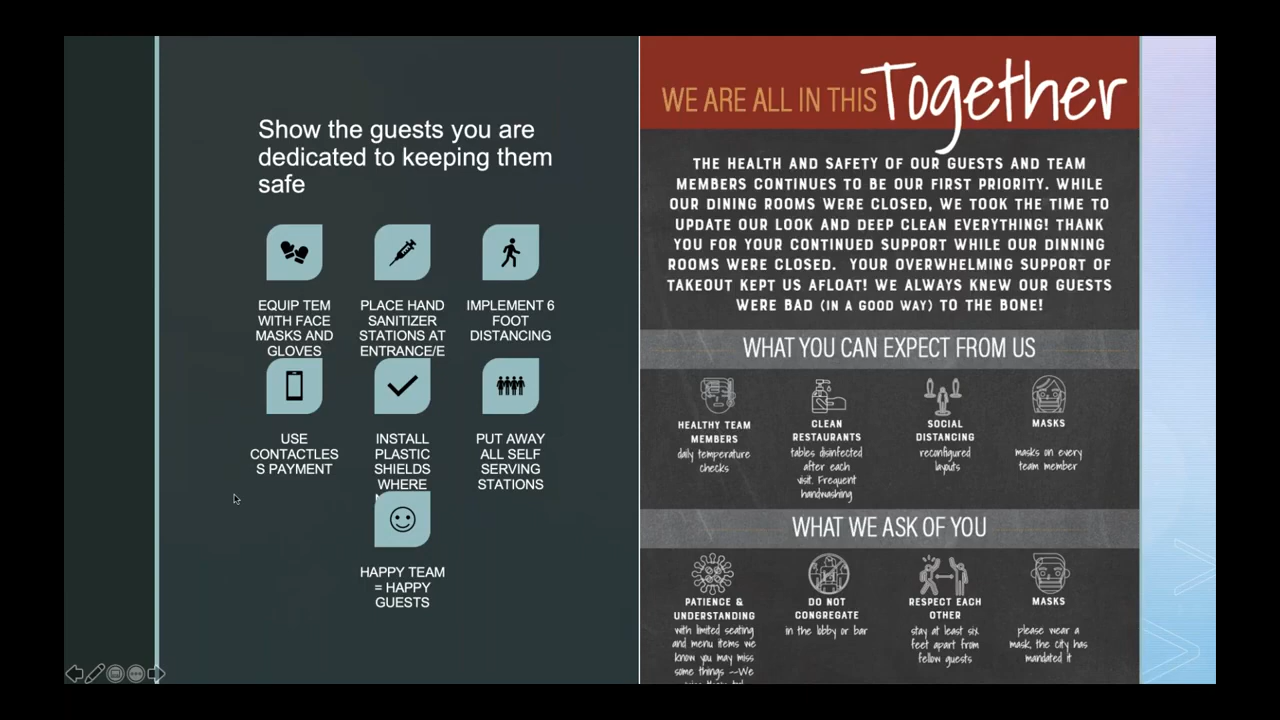 Show the guests you are
dedicated to keeping them
safe
EQUIP TEM
WITH FACE
MASKS AND
GLOVES
PLACE HAND
SANITIZER
STATIONS AT
ENTRANCE/E
IMPLEMENT 6
FOOT
DISTANCING
USE
CONTACTLES
S PAYMENT
INSTALL
PLASTIC
SHIELDS
WHERE
PUT AWAY
ALL SELF
SERVING
STATIONS
HAPPY TEAM
= HAPPY
GUESTS
WE ARE ALL IN THIS Together
THE HEALTH AND SAFETY OF OUR GUESTS AND TEAM
MEMBERS CONTINUES TO BE OUR FIRST PRIORITY. WHILE
OUR DINING ROOMS WERE CLOSED, WE TOOK THE TIME TO
UPDATE OUR LOOK AND DEEP CLEAN EVERYTHING! THANK
YOU FOR YOUR CONTINUED SUPPORT WHILE OUR DINNING
ROOMS WERE CLOSED. YOUR OVERWHELMING SUPPORT OF
TAKEOUT KEPT US AFLOAT! WE ALWAYS KNEW OUR GUESTS
WERE BAD (IN A GOOD WAY) TO THE BONE!
WHAT YOU CAN EXPECT FROM US
HEALTHY TEAM
MEMBERS
daily temperature
checks
CLEAN
RESTAURANTS
tables disinfected
after each
visit. Frequent
handwashing
SOCIAL
DISTANCING
reconfigured
layouts
MASKS
masks on every
team member
WHAT WE ASK OF YOU
PATIENCE &
UNDERSTANDING
with limited seating
and menu items we
know you may miss
some things --We
DO NOT
CONGREGATE
in the lobby or bar
RESPECT EACH
OTHER
stay at least six
feet apart from
fellow guests
MASKS
please wear a
mask, the city has
mandated it